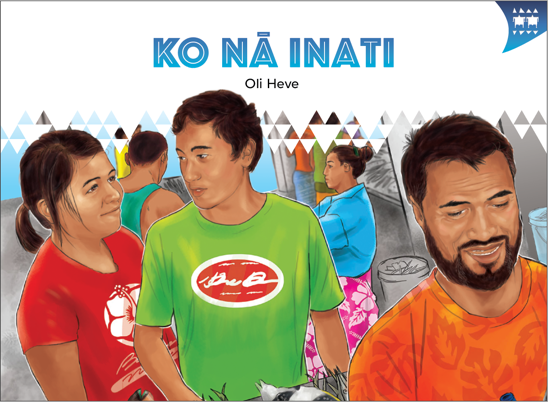 KO NĀ INATI
Oli Heve